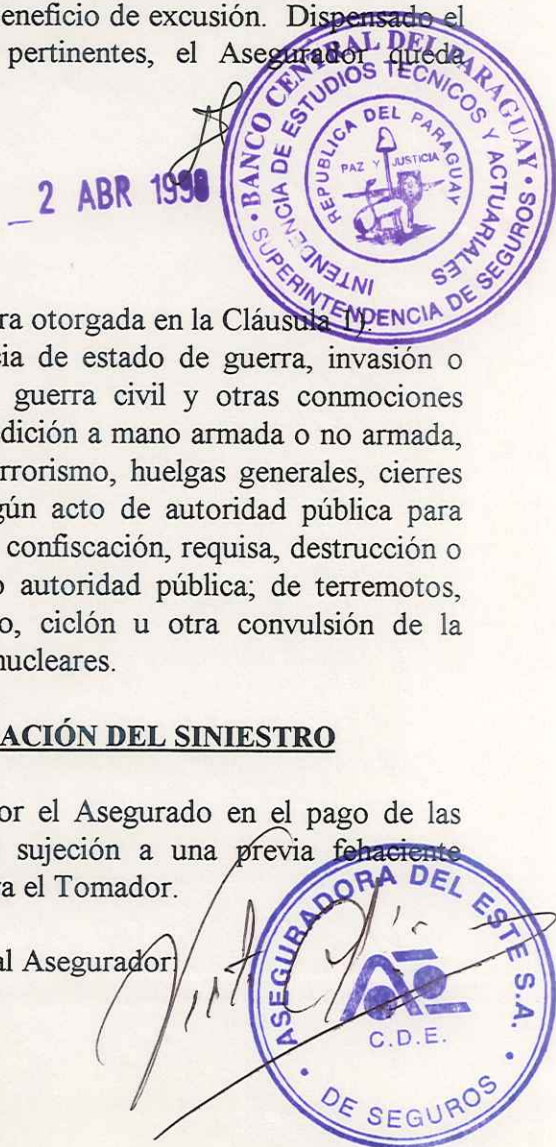 eneficio de excusión. Dispensado el
pertinentes, el Asegurador queda
BANCO CENTRAL DEL PARAGUAY
INTENDENCIA DE ESTUDIOS TECNICOS Y ACTUARIALES
REPUBLICA DEL PARAGUAY
PAZ Y JUSTICIA
SUPERINTENDENCIA DE SEGUROS
2 ABR 1998
ra otorgada en la Cláusula 1).
cia de estado de guerra, invasión o
guerra civil y otras conmociones
dición a mano armada o no armada,
rrorismo, huelgas generales, cierres
gún acto de autoridad pública para
confiscación, requisa, destrucción o
o autoridad pública; de terremotos,
o, ciclón u otra convulsión de la
nucleares.
ACIÓN DEL SINIESTRO
or el Asegurado en el pago de las
sujeción a una previa fehaciente
ra el Tomador.
al Asegurador
ASEGURADORA DEL ESTE S.A.
C.D.E.
DE SEGUROS